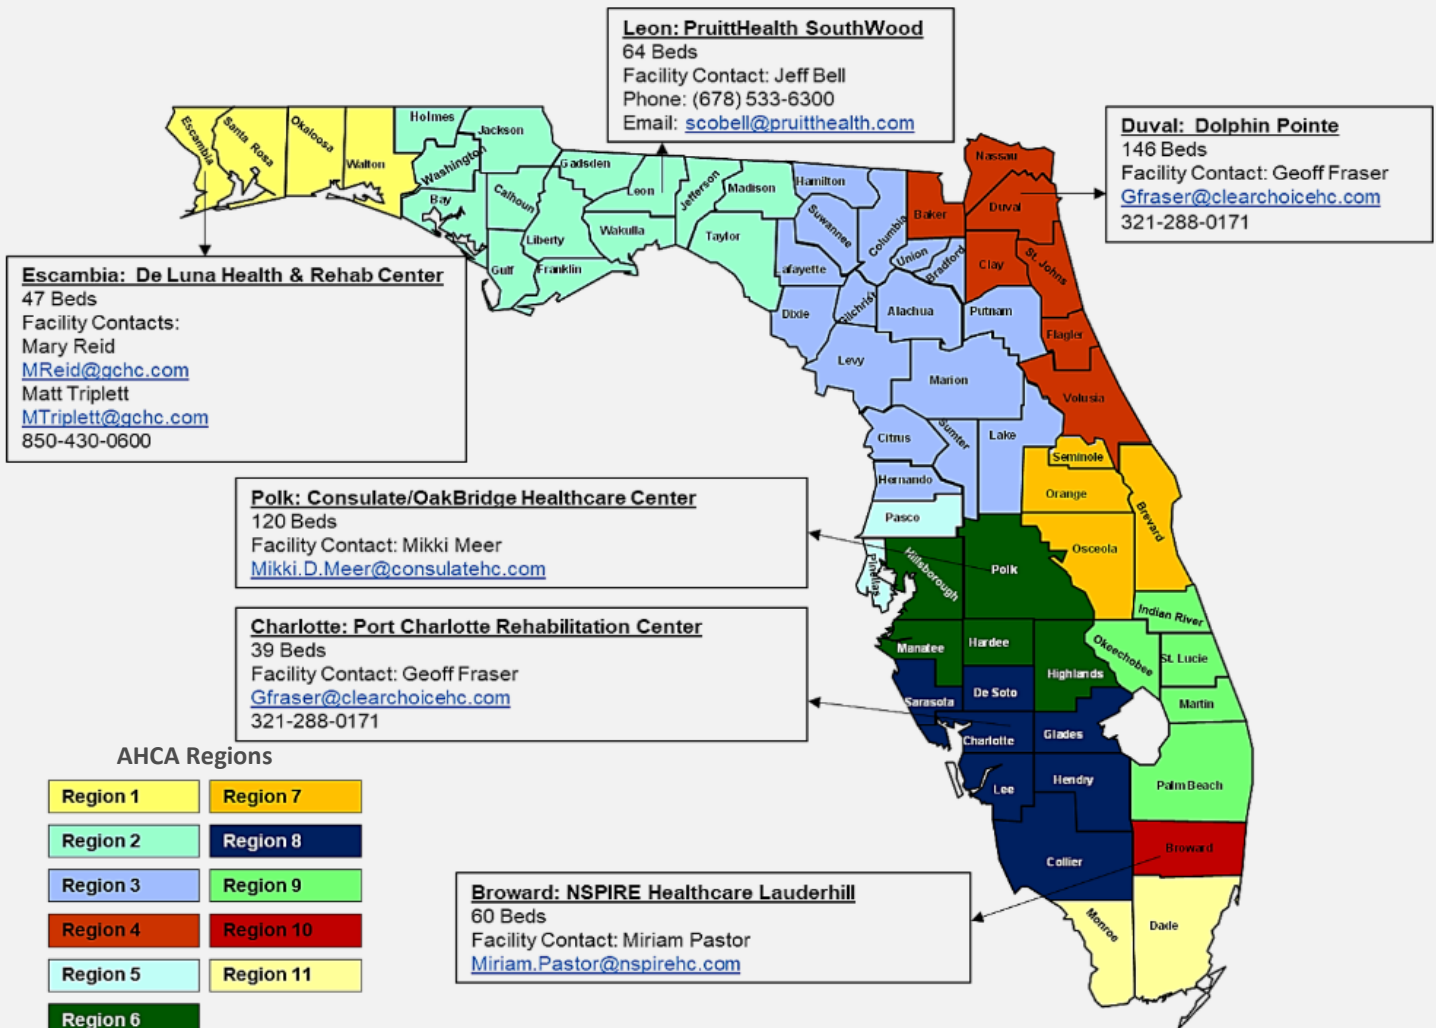 Leon: PruittHealth SouthWood
64 Beds
Facility Contact: Jeff Bell
Phone: (678) 533-6300
Email: scobell@pruitthealth.com
Duval: Dolphin Pointe
146 Beds
Facility Contact: Geoff Fraser
Gfraser@clearchoicehc.com
321-288-0171
Escambia: De Luna Health & Rehab Center
47 Beds
Facility Contacts:
Mary Reid
MReid@gchc.com
Matt Triplett
MTriplett@gchc.com
850-430-0600
Polk: Consulate/OakBridge Healthcare Center
120 Beds
Facility Contact: Mikki Meer
Mikki.D.Meer@consulatehc.com
Charlotte: Port Charlotte Rehabilitation Center
39 Beds
Facility Contact: Geoff Fraser
Gfraser@clearchoicehc.com
321-288-0171
Broward: NSPIRE Healthcare Lauderhill
60 Beds
Facility Contact: Miriam Pastor
Miriam.Pastor@nspirehc.com
AHCA Regions
Region 1
Region 2
Region 3
Region 4
Region 5
Region 6
Region 7
Region 8
Region 9
Region 10
Region 11
Escambia
Santa Rosa
Okaloosa
Walton
Holmes
Jackson
Washington
Bay
Calhoun
Gulf
Liberty
Franklin
Gadsden
Leon
Wakulla
Jefferson
Madison
Taylor
Hamilton
Suwannee
Lafayette
Columbia
Dixie
Gilchrist
Union
Bradford
Alachua
Putnam
Levy
Marion
Citrus
Sumter
Lake
Hernando
Nassau
Baker
Duval
Clay
St. Johns
Flagler
Volusia
Seminole
Orange
Osceola
Brevard
Pasco
Pinellas
Hillsborough
Polk
Manatee
Hardee
Highlands
Indian River
Okeechobee
St. Lucie
Martin
Palm Beach
Sarasota
De Soto
Charlotte
Glades
Lee
Hendry
Collier
Broward
Monroe
Dade